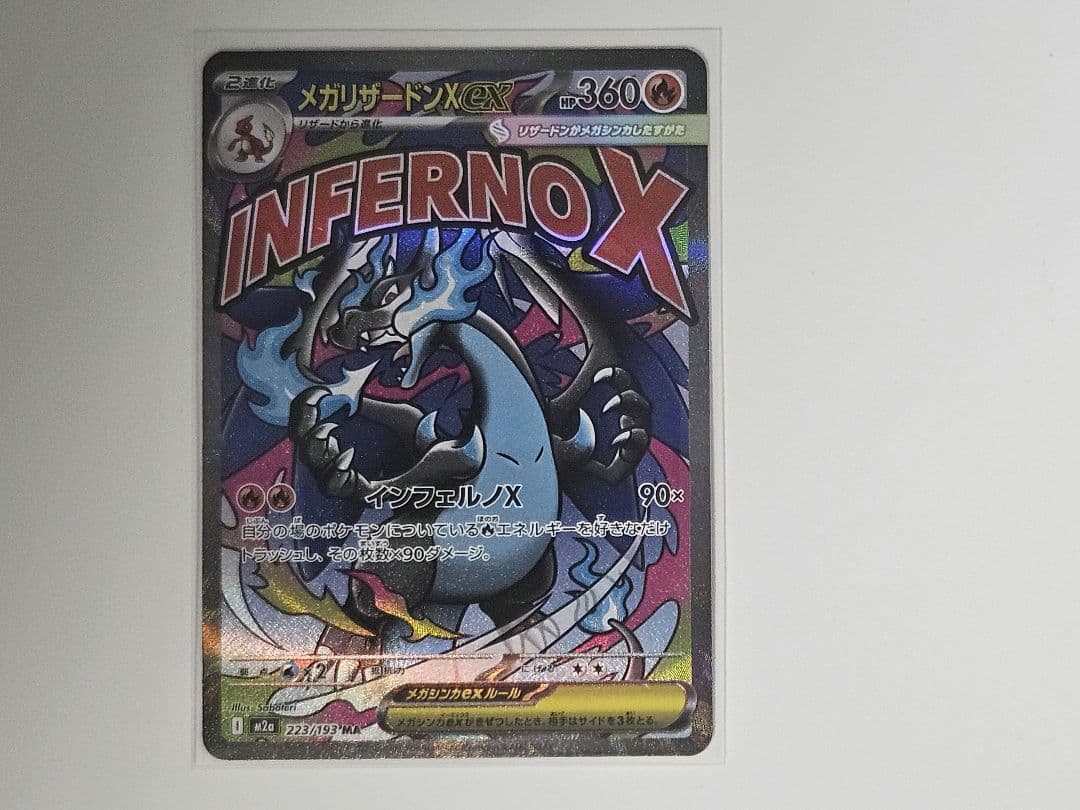 2進化
メガリザードンXex
HP360
リザードから進化
リザードンがメガシンカしたすがた
INFERNO X
インフェルノX 90×
自分の場のポケモンについているエネルギーを好きなだけ
トラッシュし、その枚数×90ダメージ。
弱点 ×2 抵抗力 にげる
メガシンカexルール
メガシンカexがきぜつしたとき、相手はサイドを3枚とる。
Illus. Saboteri
I m2a 223/193 MA